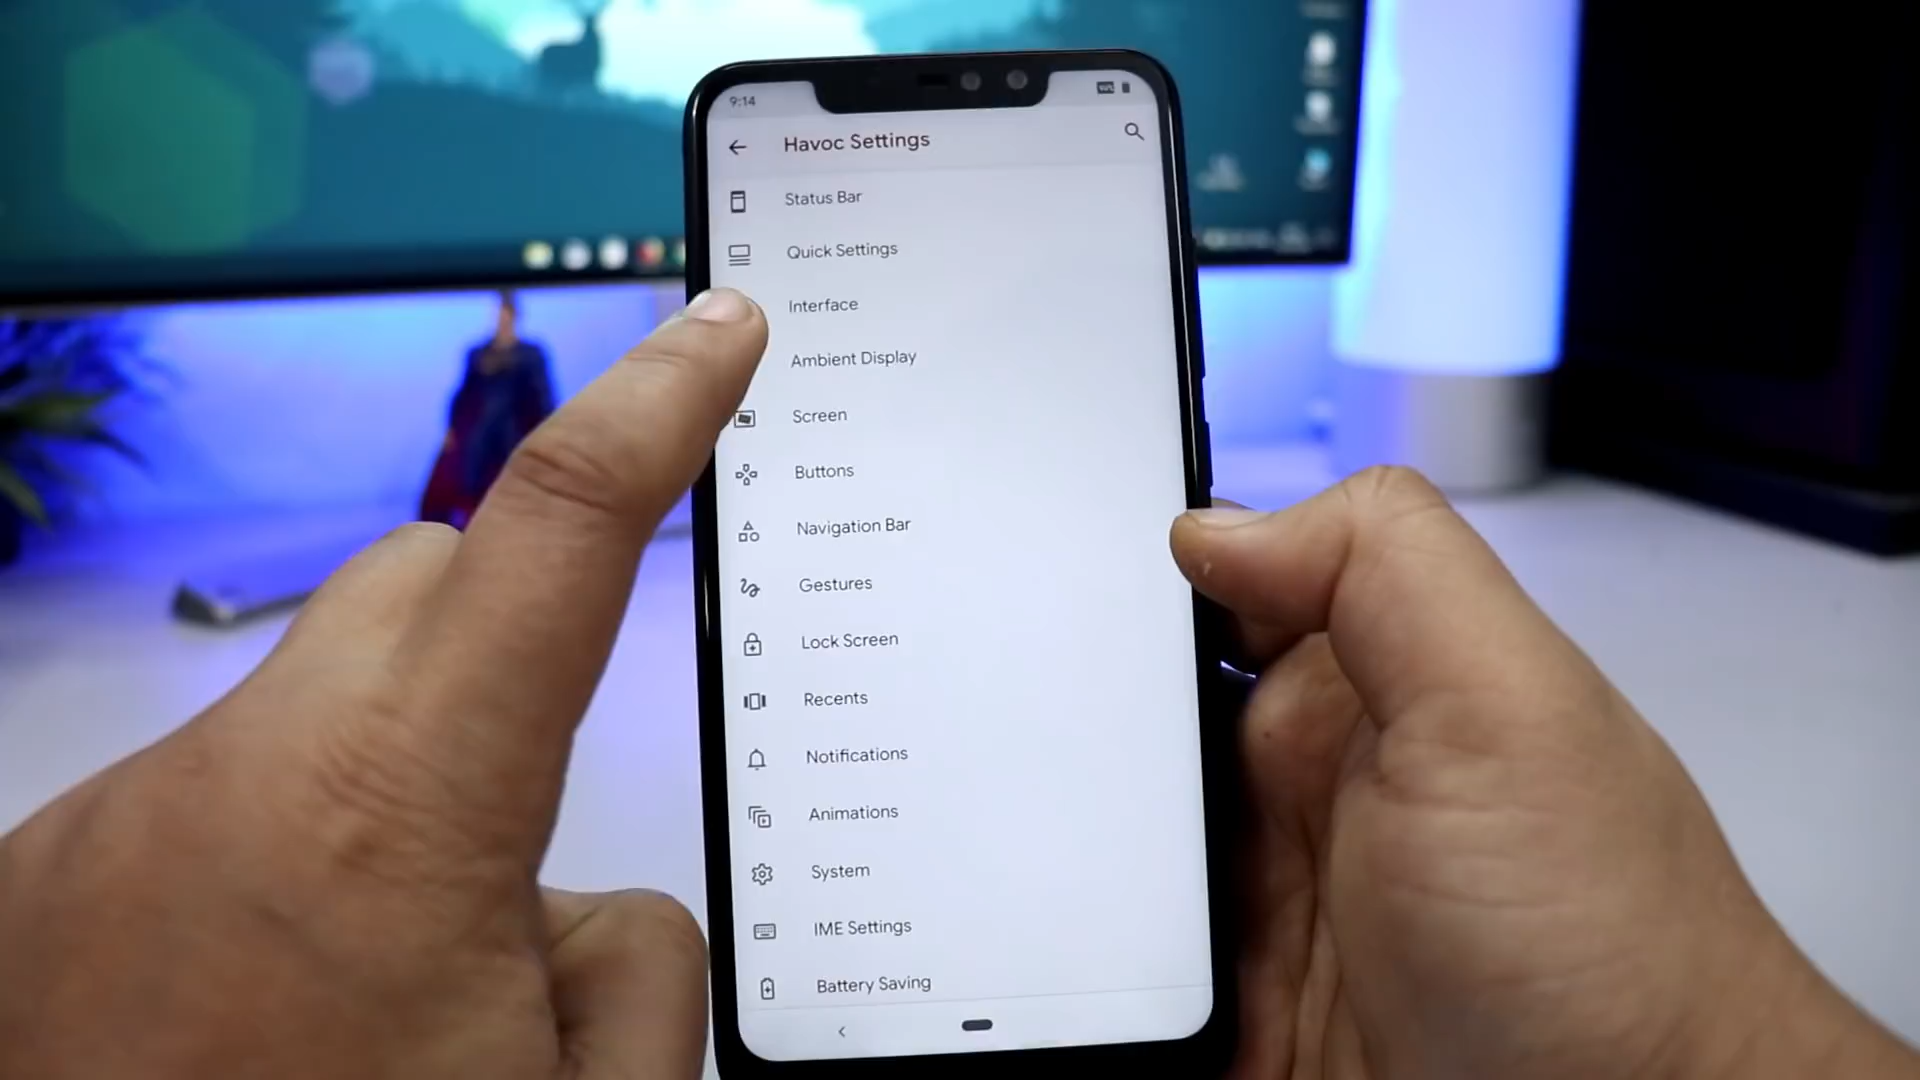 9:14
Havoc Settings
Status Bar
Quick Settings
Interface
Ambient Display
Screen
Buttons
Navigation Bar
Gestures
Lock Screen
Recents
Notifications
Animations
System
IME Settings
Battery Saving